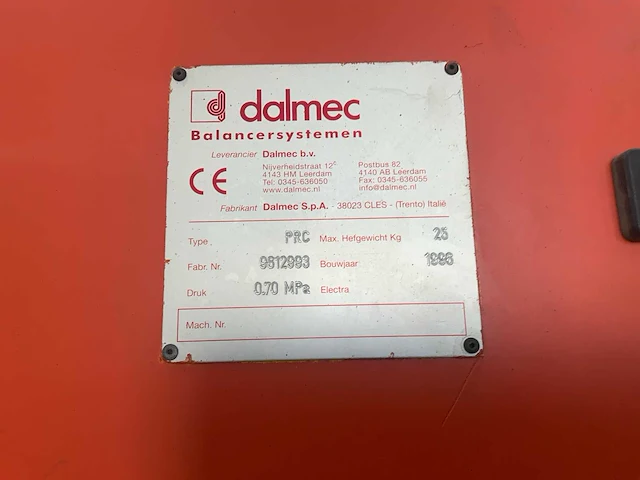 dalmec
Balancersystemen
Leverancier Dalmec b.v.
Nijverheidstraat 12c Postbus 82
4143 HM Leerdam 4140 AB Leerdam
Tel: 0345-636050 Fax: 0345-636055
www.dalmec.nl info@dalmec.nl
CE
Fabrikant Dalmec S.p.A. - 38023 CLES - (Trento) Italië
Type PRC Max. Hefgewicht Kg 25
Fabr. Nr. Bouwjaar
Druk 0.70 MPa Electra
Mach. Nr.